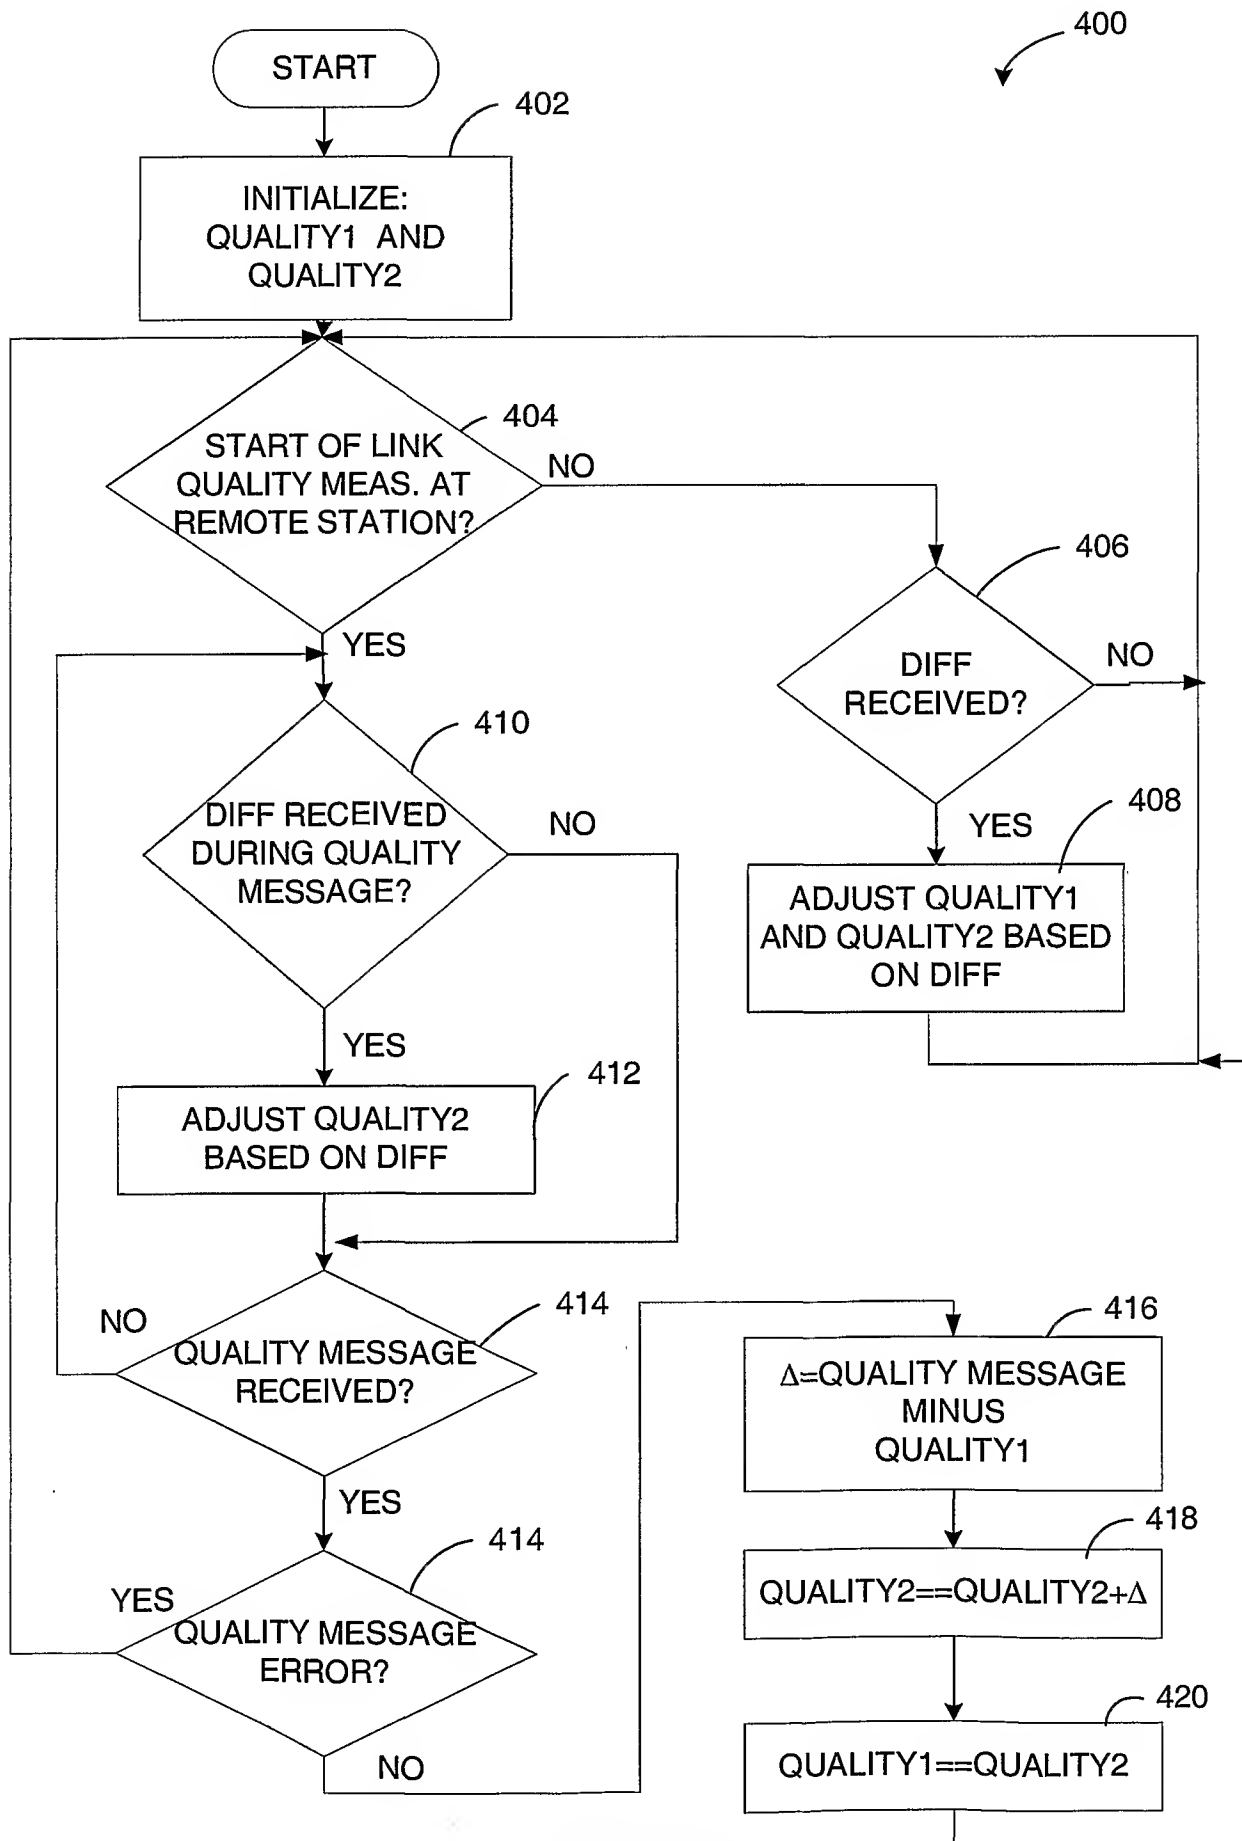 400
START
402
INITIALIZE:
QUALITY1 AND
QUALITY2
404
START OF LINK
QUALITY MEAS. AT
REMOTE STATION?
NO
YES
406
DIFF
RECEIVED?
NO
YES
408
ADJUST QUALITY1
AND QUALITY2 BASED
ON DIFF
410
DIFF RECEIVED
DURING QUALITY
MESSAGE?
NO
YES
412
ADJUST QUALITY2
BASED ON DIFF
414
QUALITY MESSAGE
RECEIVED?
NO
YES
414
QUALITY MESSAGE
ERROR?
YES
NO
416
Δ=QUALITY MESSAGE
MINUS
QUALITY1
418
QUALITY2==QUALITY2+Δ
420
QUALITY1==QUALITY2